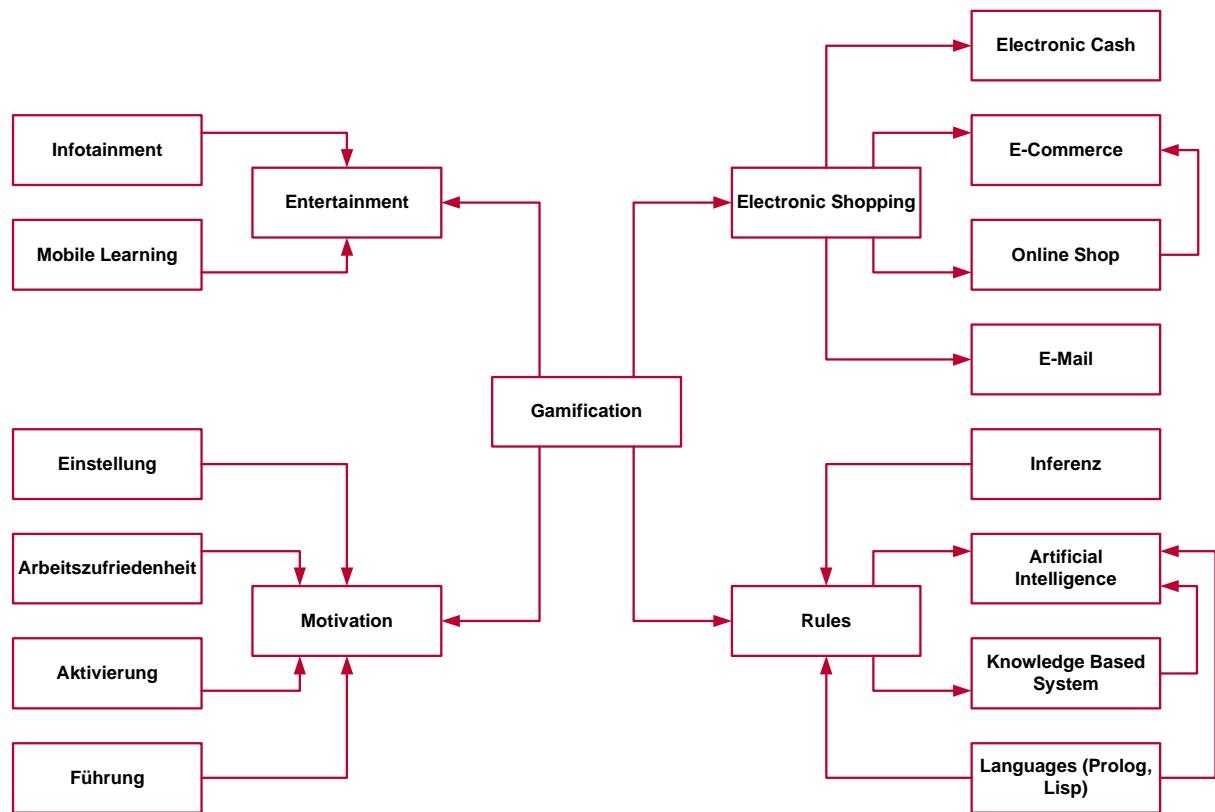 Electronic Cash
Infotainment
E-Commerce
Entertainment
Electronic Shopping
Mobile Learning
Online Shop
E-Mail
Gamification
Einstellung
Inferenz
Arbeitszufriedenheit
Artificial
Intelligence
Motivation
Rules
Aktivierung
Knowledge Based
System
Führung
Languages (Prolog,
Lisp)